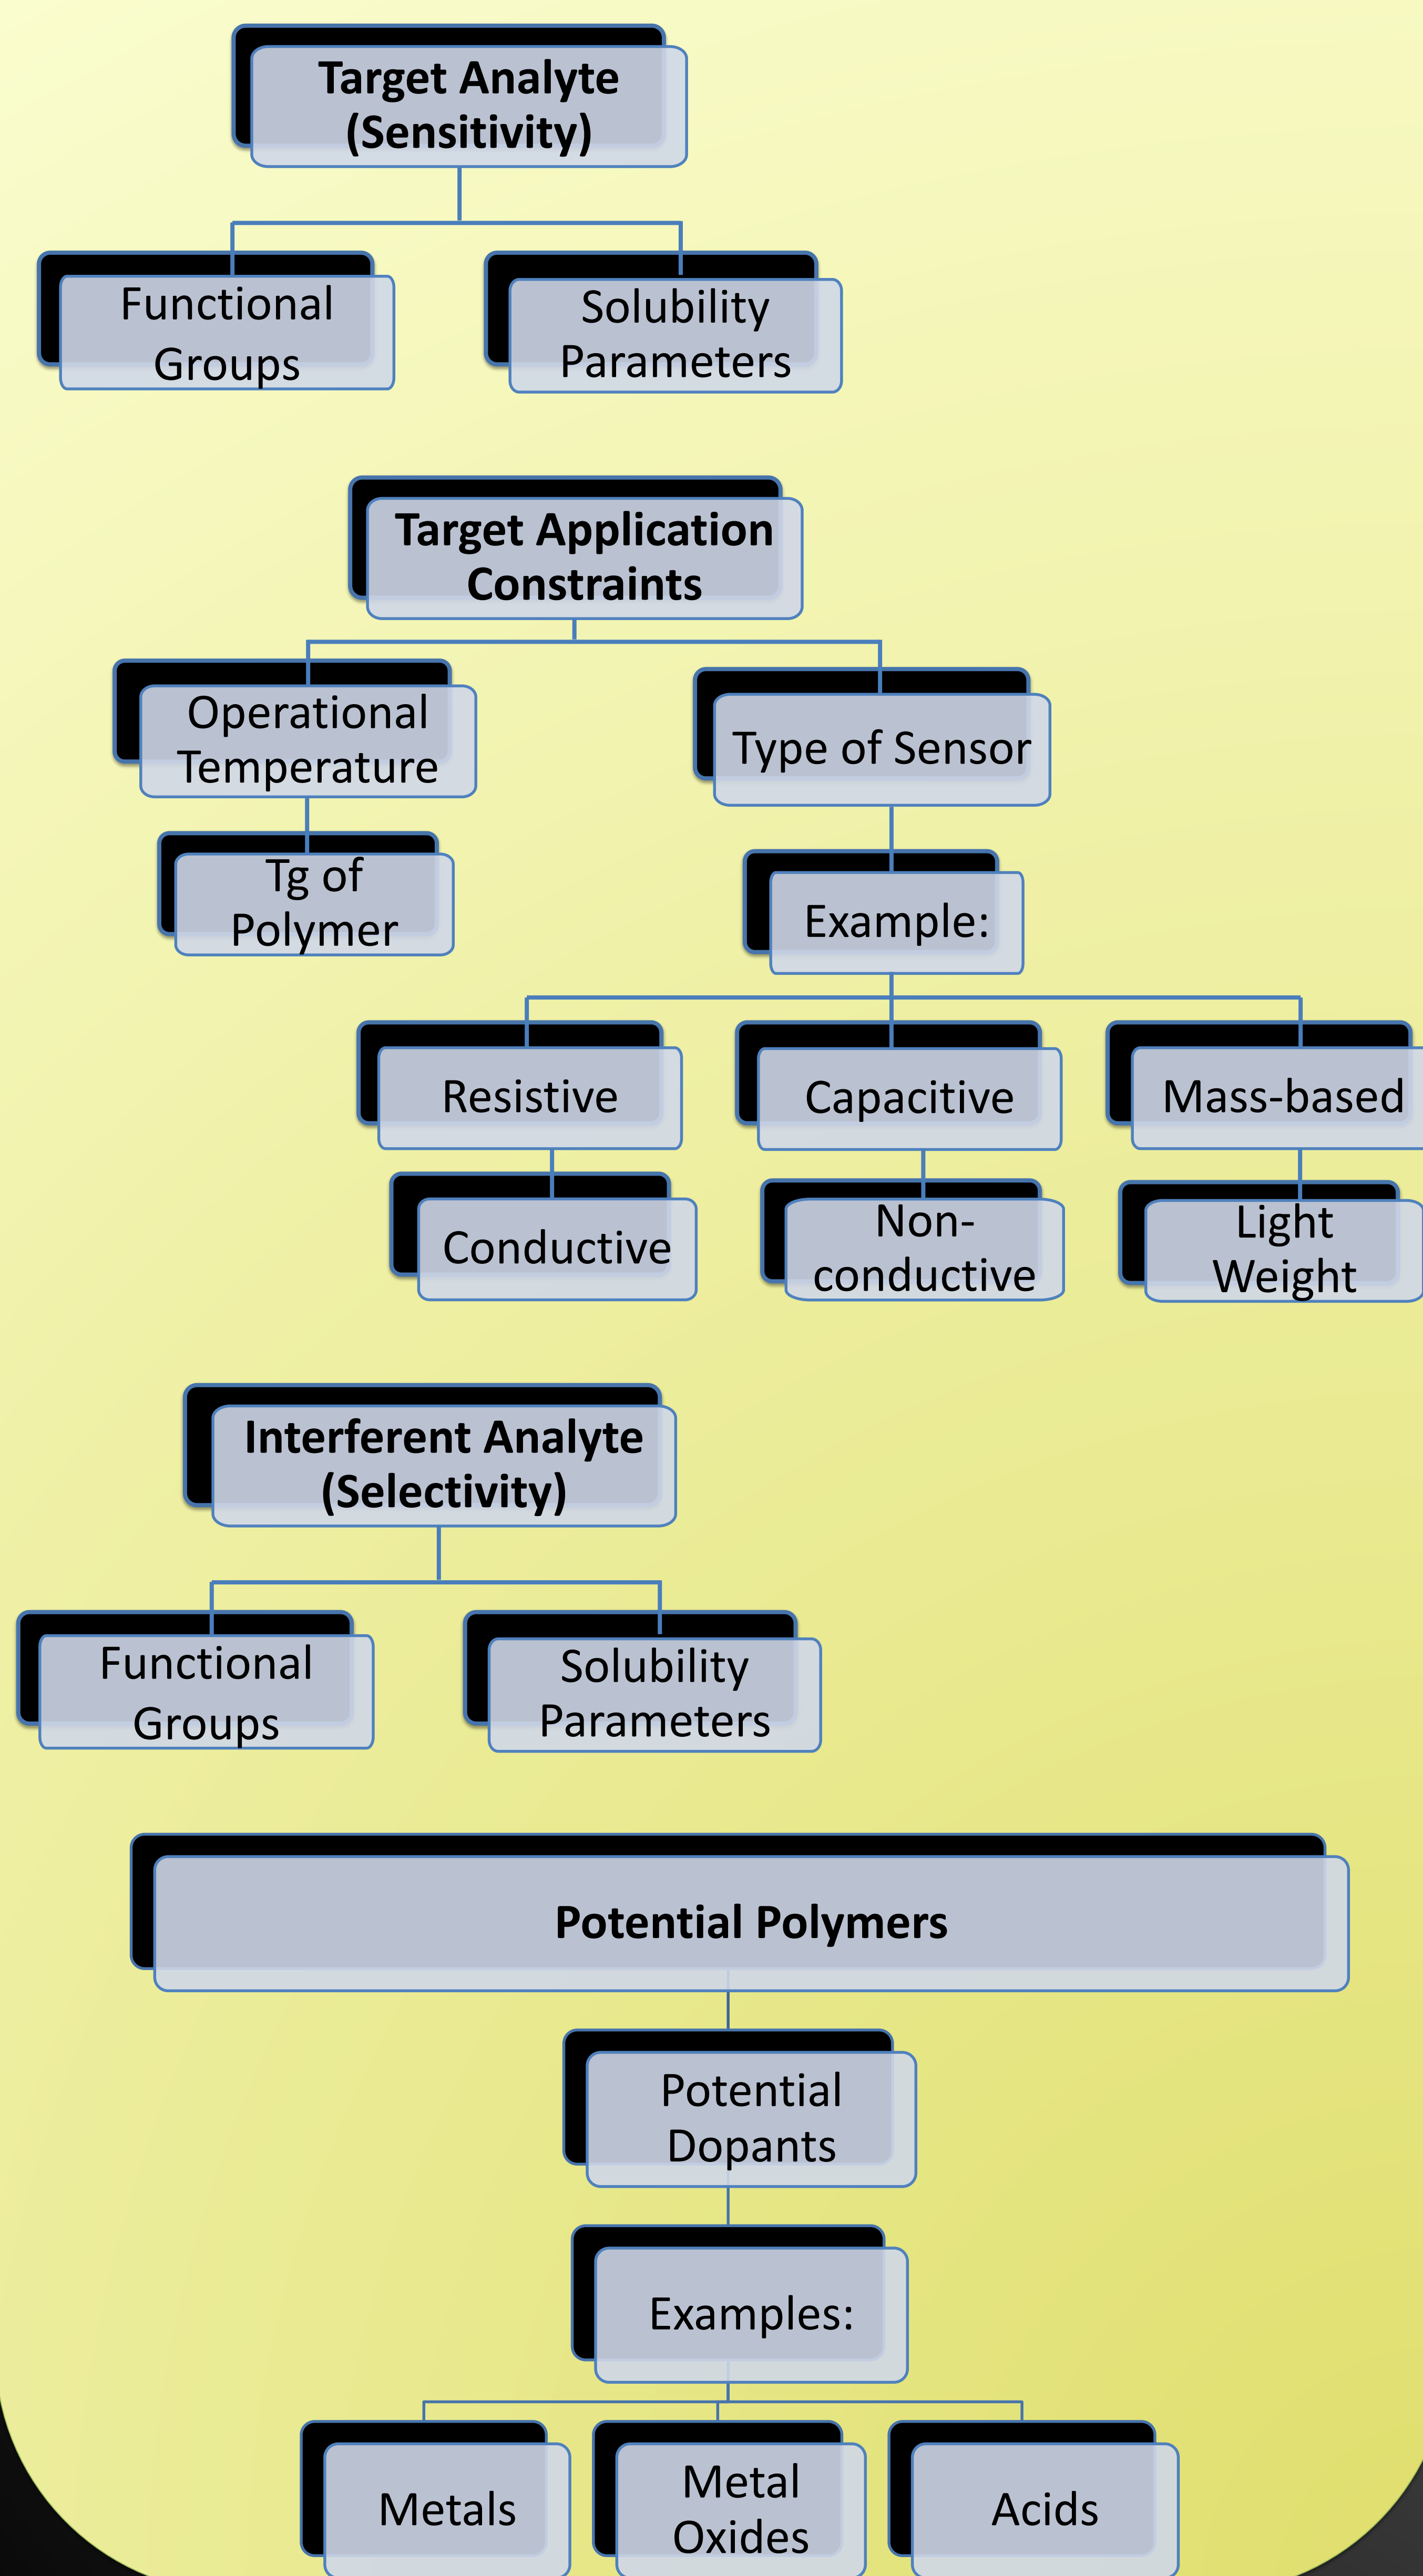 Target Analyte
(Sensitivity)
Functional
Groups
Solubility
Parameters
Target Application
Constraints
Operational
Temperature
Type of Sensor
Tg of
Polymer
Example:
Resistive
Capacitive
Mass-based
Conductive
Non-
conductive
Light
Weight
Interferent Analyte
(Selectivity)
Functional
Groups
Solubility
Parameters
Potential Polymers
Potential
Dopants
Examples:
Metals
Metal
Oxides
Acids